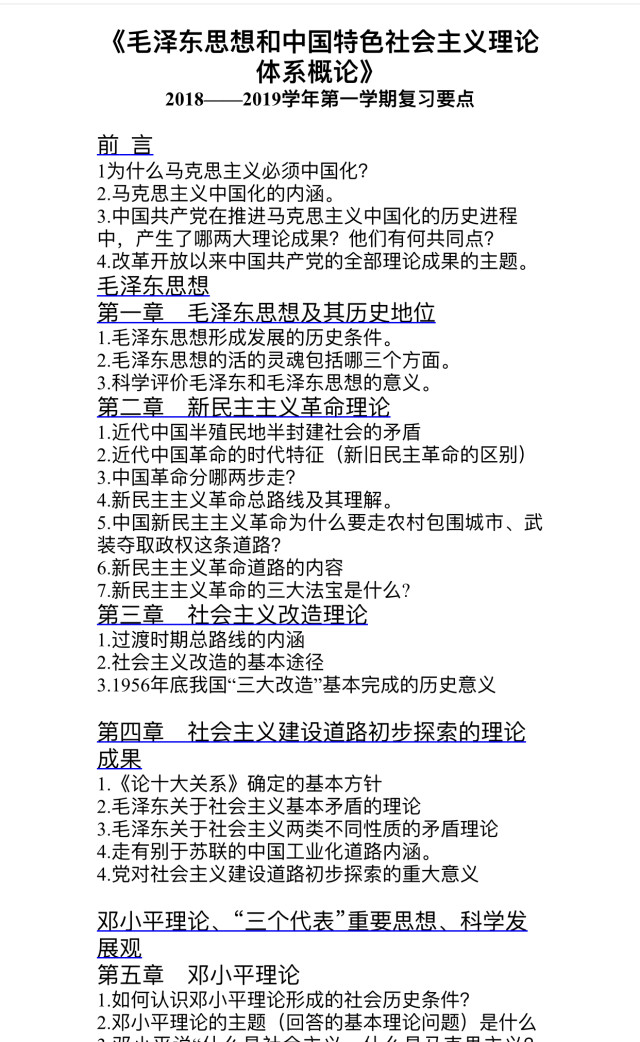 《毛泽东思想和中国特色社会主义理论
体系概论》
2018——2019学年第一学期复习要点
前 言
1为什么马克思主义必须中国化？
2.马克思主义中国化的内涵。
3.中国共产党在推进马克思主义中国化的历史进程
中，产生了哪两大理论成果？他们有何共同点？
4.改革开放以来中国共产党的全部理论成果的主题。
毛泽东思想
第一章 毛泽东思想及其历史地位
1.毛泽东思想形成发展的历史条件。
2.毛泽东思想的活的灵魂包括哪三个方面。
3.科学评价毛泽东和毛泽东思想的意义。
第二章 新民主主义革命理论
1.近代中国半殖民地半封建社会的矛盾
2.近代中国革命的时代特征（新旧民主革命的区别）
3.中国革命分哪两步走？
4.新民主主义革命总路线及其理解。
5.中国新民主主义革命为什么要走农村包围城市、武
装夺取政权这条道路？
6.新民主主义革命道路的内容
7.新民主主义革命的三大法宝是什么？
第三章 社会主义改造理论
1.过渡时期总路线的内涵
2.社会主义改造的基本途径
3.1956年底我国“三大改造”基本完成的历史意义
第四章 社会主义建设道路初步探索的理论
成果
1.《论十大关系》确定的基本方针
2.毛泽东关于社会主义基本矛盾的理论
3.毛泽东关于社会主义两类不同性质的矛盾理论
4.走有别于苏联的中国工业化道路内涵。
4.党对社会主义建设道路初步探索的重大意义
邓小平理论、“三个代表”重要思想、科学发
展观
第五章 邓小平理论
1.如何认识邓小平理论形成的社会历史条件？
2.邓小平理论的主题（回答的基本理论问题）是什么
3.邓小平说“什么是社会主义，什么是马克思主义？